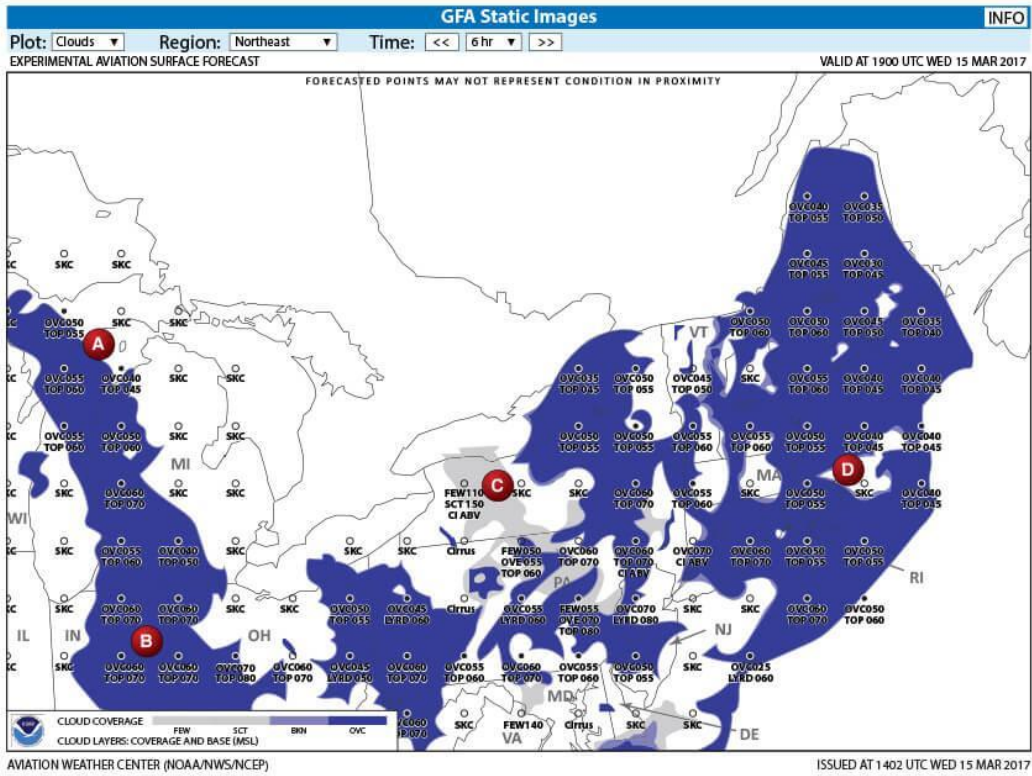 GFA Static Images
INFO
Plot: Clouds ▼ Region: Northeast ▼ Time: << 6 hr ▼ >>
EXPERIMENTAL AVIATION SURFACE FORECAST
VALID AT 1900 UTC WED 15 MAR 2017
FORECASTED POINTS MAY NOT REPRESENT CONDITION IN PROXIMITY
OVC040 OVC035
TOP 055 TOP 050
SKC SKC OVC045 OVC030
TOP 055 TOP 045
OVC050 SKC SKC OVC050 OVC050 OVC045 OVC035
TOP 055 TOP 060 TOP 060 TOP 050 TOP 040
VT
A
OVC055 OVC040 SKC SKC OVC035 OVC050 OVC045 SKC OVC055 OVC040 OVC040
TOP 060 TOP 045 TOP 045 TOP 055 TOP 050 TOP 060 TOP 045 TOP 045
OVC055 OVC050 SKC SKC OVC050 OVC050 OVC055 OVC055 OVC050 OVC040 OVC040
TOP 060 TOP 060 TOP 055 TOP 055 TOP 060 TOP 060 TOP 055 TOP 045 TOP 045
MI
C
MA
D
SKC OVC060 SKC SKC FEW110 SKC SKC OVC060 OVC055 SKC OVC050 SKC OVC040
TOP 070 SCT 150 TOP 070 TOP 060 TOP 055 TOP 045
CI ABV
WI
SKC OVC055 OVC040 SKC SKC SKC Cirrus FEW050 OVC060 OVC060 OVC070 OVC060 OVC055 OVC050
TOP 060 TOP 050 OVE 055 TOP 070 TOP 070 CI ABV TOP 070 TOP 055 TOP 055
TOP 060 CI ABV
PA
RI
SKC OVC060 OVC060 SKC SKC OVC050 OVC045 Cirrus OVC055 FEW055 OVC070 SKC SKC OVC060 OVC050
TOP 070 TOP 070 TOP 055 LYRD 060 LYRD 060 OVE 070 LYRD 080 TOP 070 TOP 060
TOP 080
IL IN B OH NJ
SKC OVC060 OVC060 OVC070 OVC060 OVC045 OVC060 OVC055 OVC060 OVC055 OVC050 SKC OVC025
TOP 070 TOP 070 TOP 080 TOP 070 LYRD 050 TOP 070 TOP 060 TOP 070 TOP 060 TOP 055 LYRD 060
MD
SKC FEW140 Cirrus SKC SKC
VA
DE
CLOUD COVERAGE
FEW SCT BKN OVC
CLOUD LAYERS: COVERAGE AND BASE (MSL)
AVIATION WEATHER CENTER (NOAA/NWS/NCEP)
ISSUED AT 1402 UTC WED 15 MAR 2017